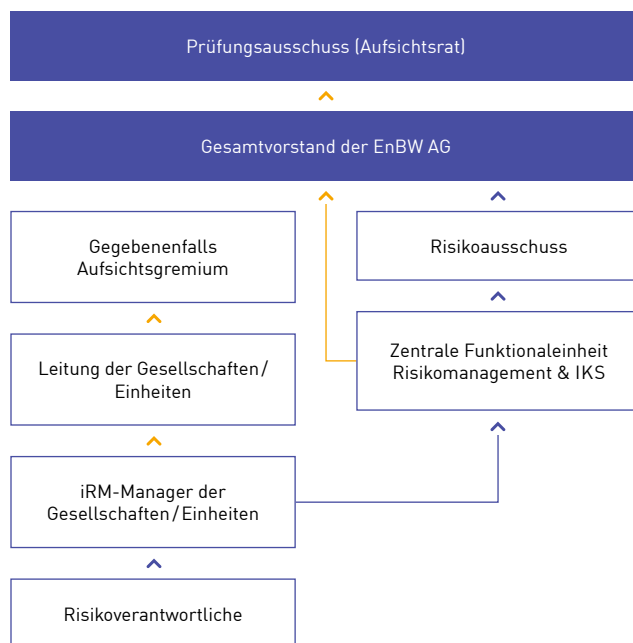 Prüfungsausschuss (Aufsichtsrat)
Gesamtvorstand der EnBW AG
Gegebenenfalls
Aufsichtsgremium
Risikoausschuss
Leitung der Gesellschaften/
Einheiten
Zentrale Funktionaleinheit
Risikomanagement & IKS
iRM-Manager der
Gesellschaften/Einheiten
Risikoverantwortliche